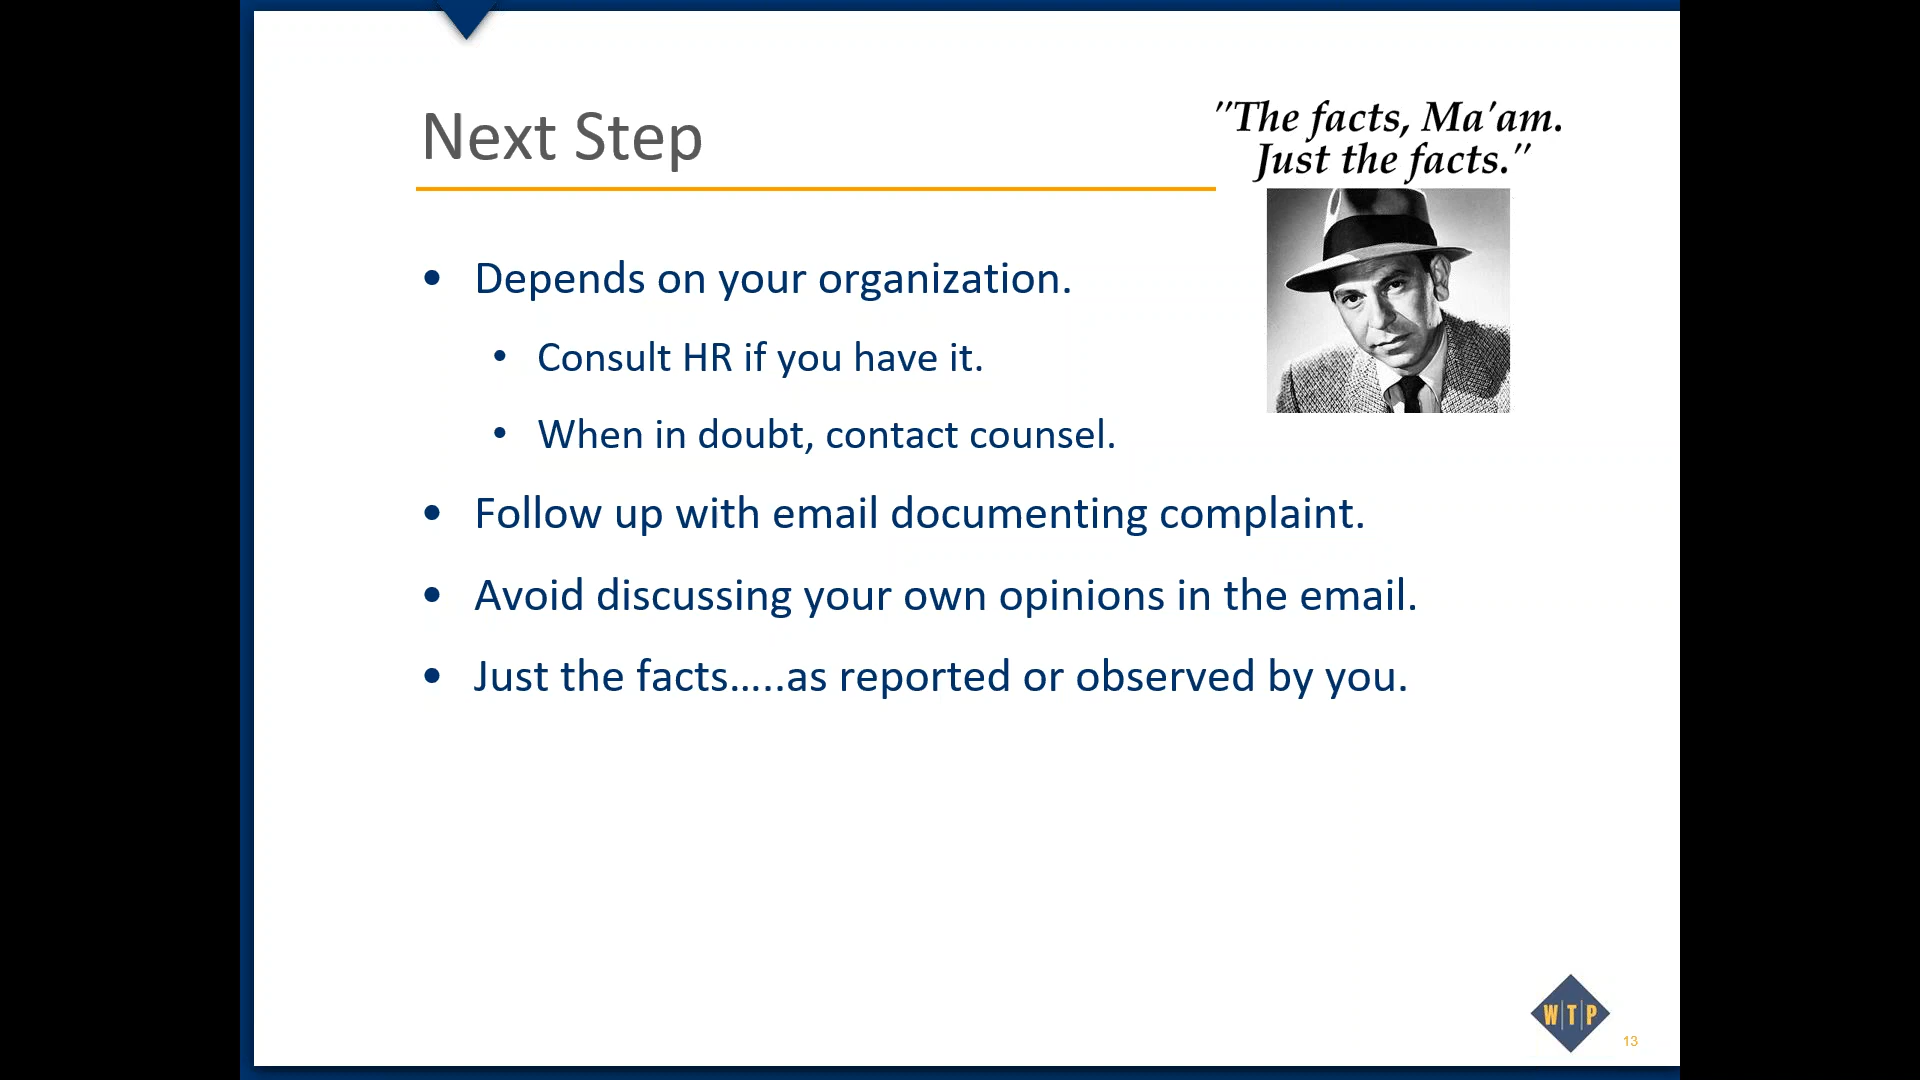 Next Step
"The facts, Ma'am.
Just the facts."
• Depends on your organization.
• Consult HR if you have it.
• When in doubt, contact counsel.
• Follow up with email documenting complaint.
• Avoid discussing your own opinions in the email.
• Just the facts…..as reported or observed by you.
W|T|P
13